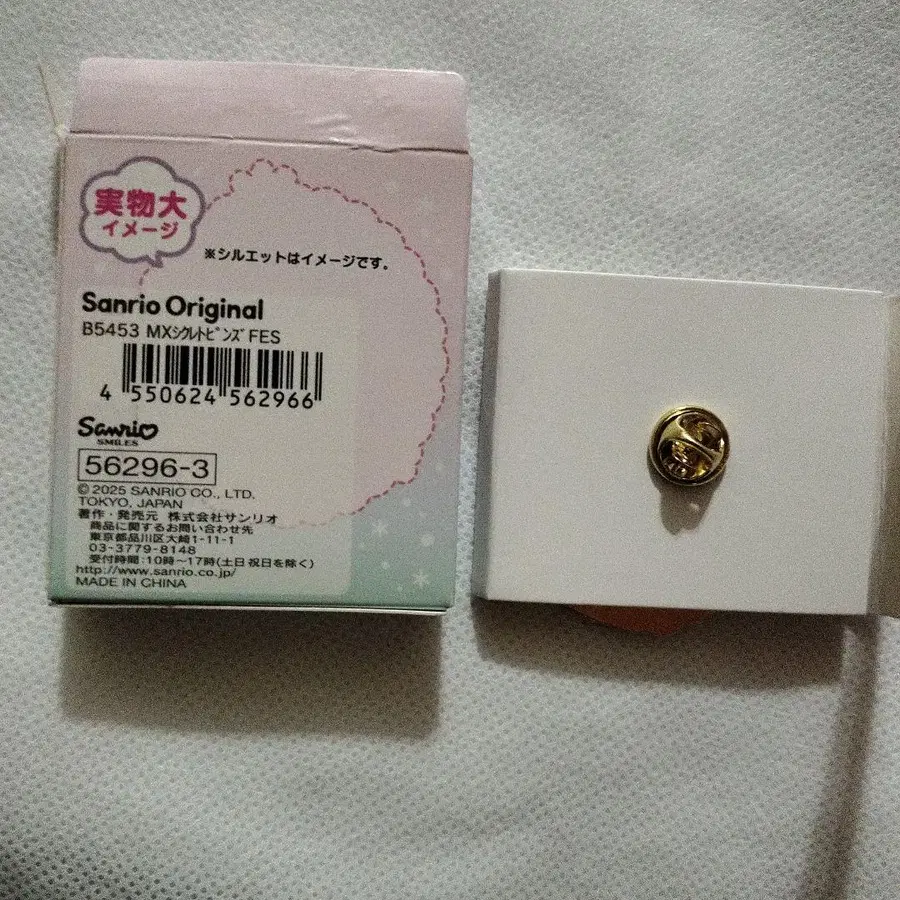 実物大
イメージ
※シルエットはイメージです。
Sanrio Original
B5453 MXｼｸﾚﾄﾋﾟﾝｽﾞFES
4 550624 562966
Sanrio
SMILES
56296-3
© 2025 SANRIO CO., LTD.
TOKYO, JAPAN
著作・発売元 株式会社サンリオ
商品に関するお問い合わせ先
東京都品川区大崎1-11-1
03-3779-8148
受付時間:10時〜17時(土日祝日を除く)
http://www.sanrio.co.jp/
MADE IN CHINA